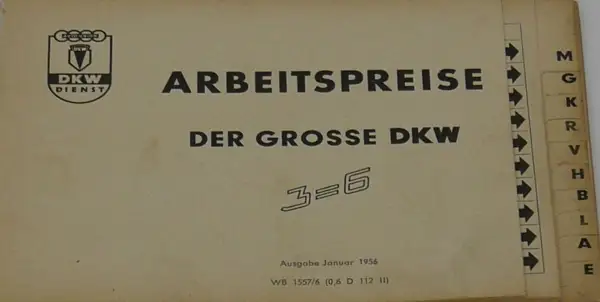 DKW
DIENST
ARBEITSPREISE
DER GROSSE DKW
3=6
Ausgabe Januar 1956
WB 1557/6 (0,6 D 112 II)
M
G
K
R
V
H
B
L
A
E